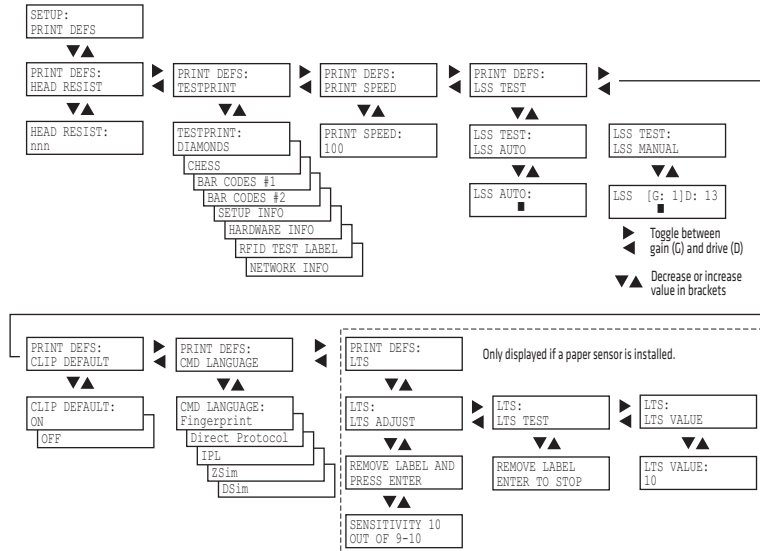 SETUP:
PRINT DEFS
PRINT DEFS:
HEAD RESIST
HEAD RESIST:
nnn
PRINT DEFS:
TESTPRINT
TESTPRINT:
DIAMONDS
CHESS
BAR CODES #1
BAR CODES #2
SETUP INFO
HARDWARE INFO
RFID TEST LABEL
NETWORK INFO
PRINT DEFS:
PRINT SPEED
PRINT SPEED:
100
PRINT DEFS:
LSS TEST
LSS TEST:
LSS AUTO
LSS AUTO:
LSS TEST:
LSS MANUAL
LSS [G: 1]D: 13
Toggle between
gain (G) and drive (D)
Decrease or increase
value in brackets
PRINT DEFS:
CLIP DEFAULT
CLIP DEFAULT:
ON
OFF
PRINT DEFS:
CMD LANGUAGE
CMD LANGUAGE:
Fingerprint
Direct Protocol
IPL
ZSim
DSim
PRINT DEFS:
LTS
Only displayed if a paper sensor is installed.
LTS:
LTS ADJUST
REMOVE LABEL AND
PRESS ENTER
SENSITIVITY 10
OUT OF 9-10
LTS:
LTS TEST
REMOVE LABEL
ENTER TO STOP
LTS:
LTS VALUE
LTS VALUE:
10